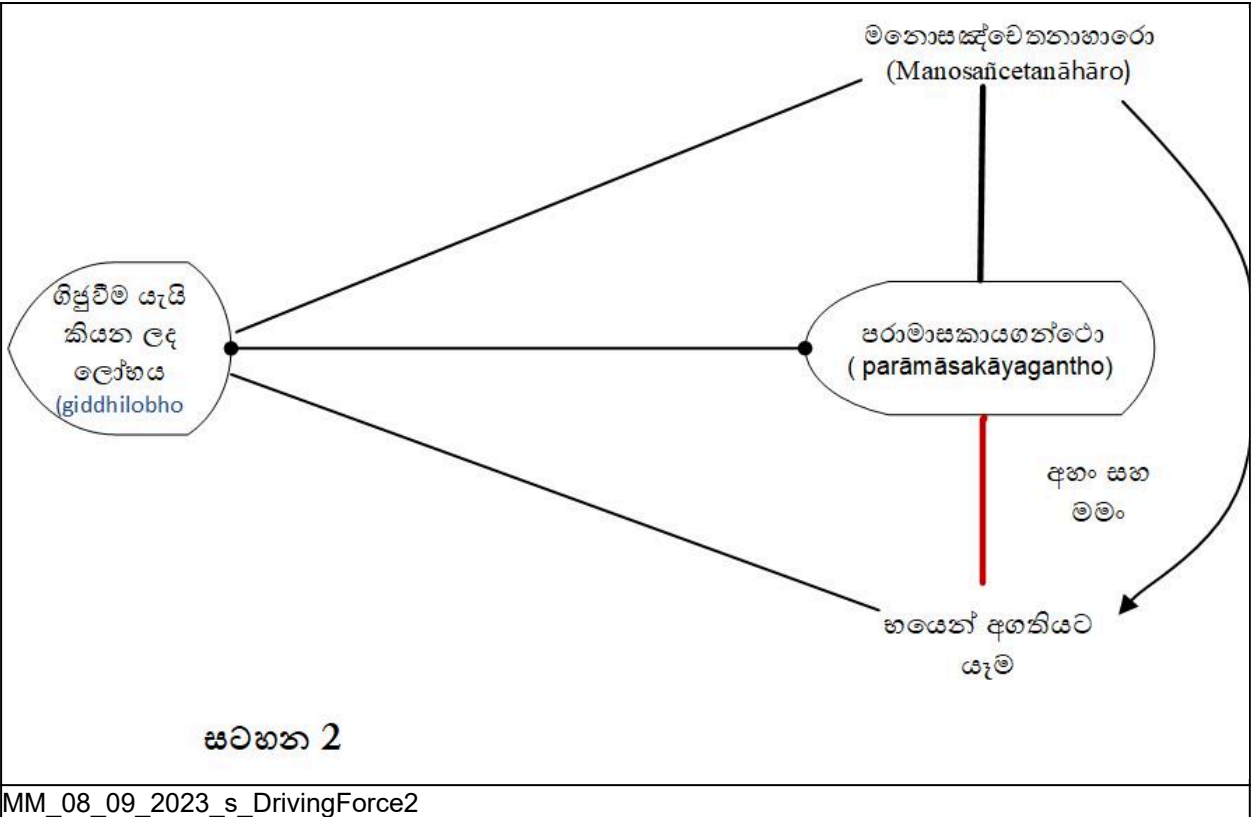 මනොසඤ්චෙතනාහාරො
(Manosañcetanāhāro)
ගිජුවීම යැයි
කියන ලද
ලෝභය
(giddhilobho
පරාමාසකායගන්ථො
( parāmāsakāyagantho)
අහං සහ
මමං
භයෙන් අගතියට
යෑම
සටහන 2
MM_08_09_2023_s_DrivingForce2